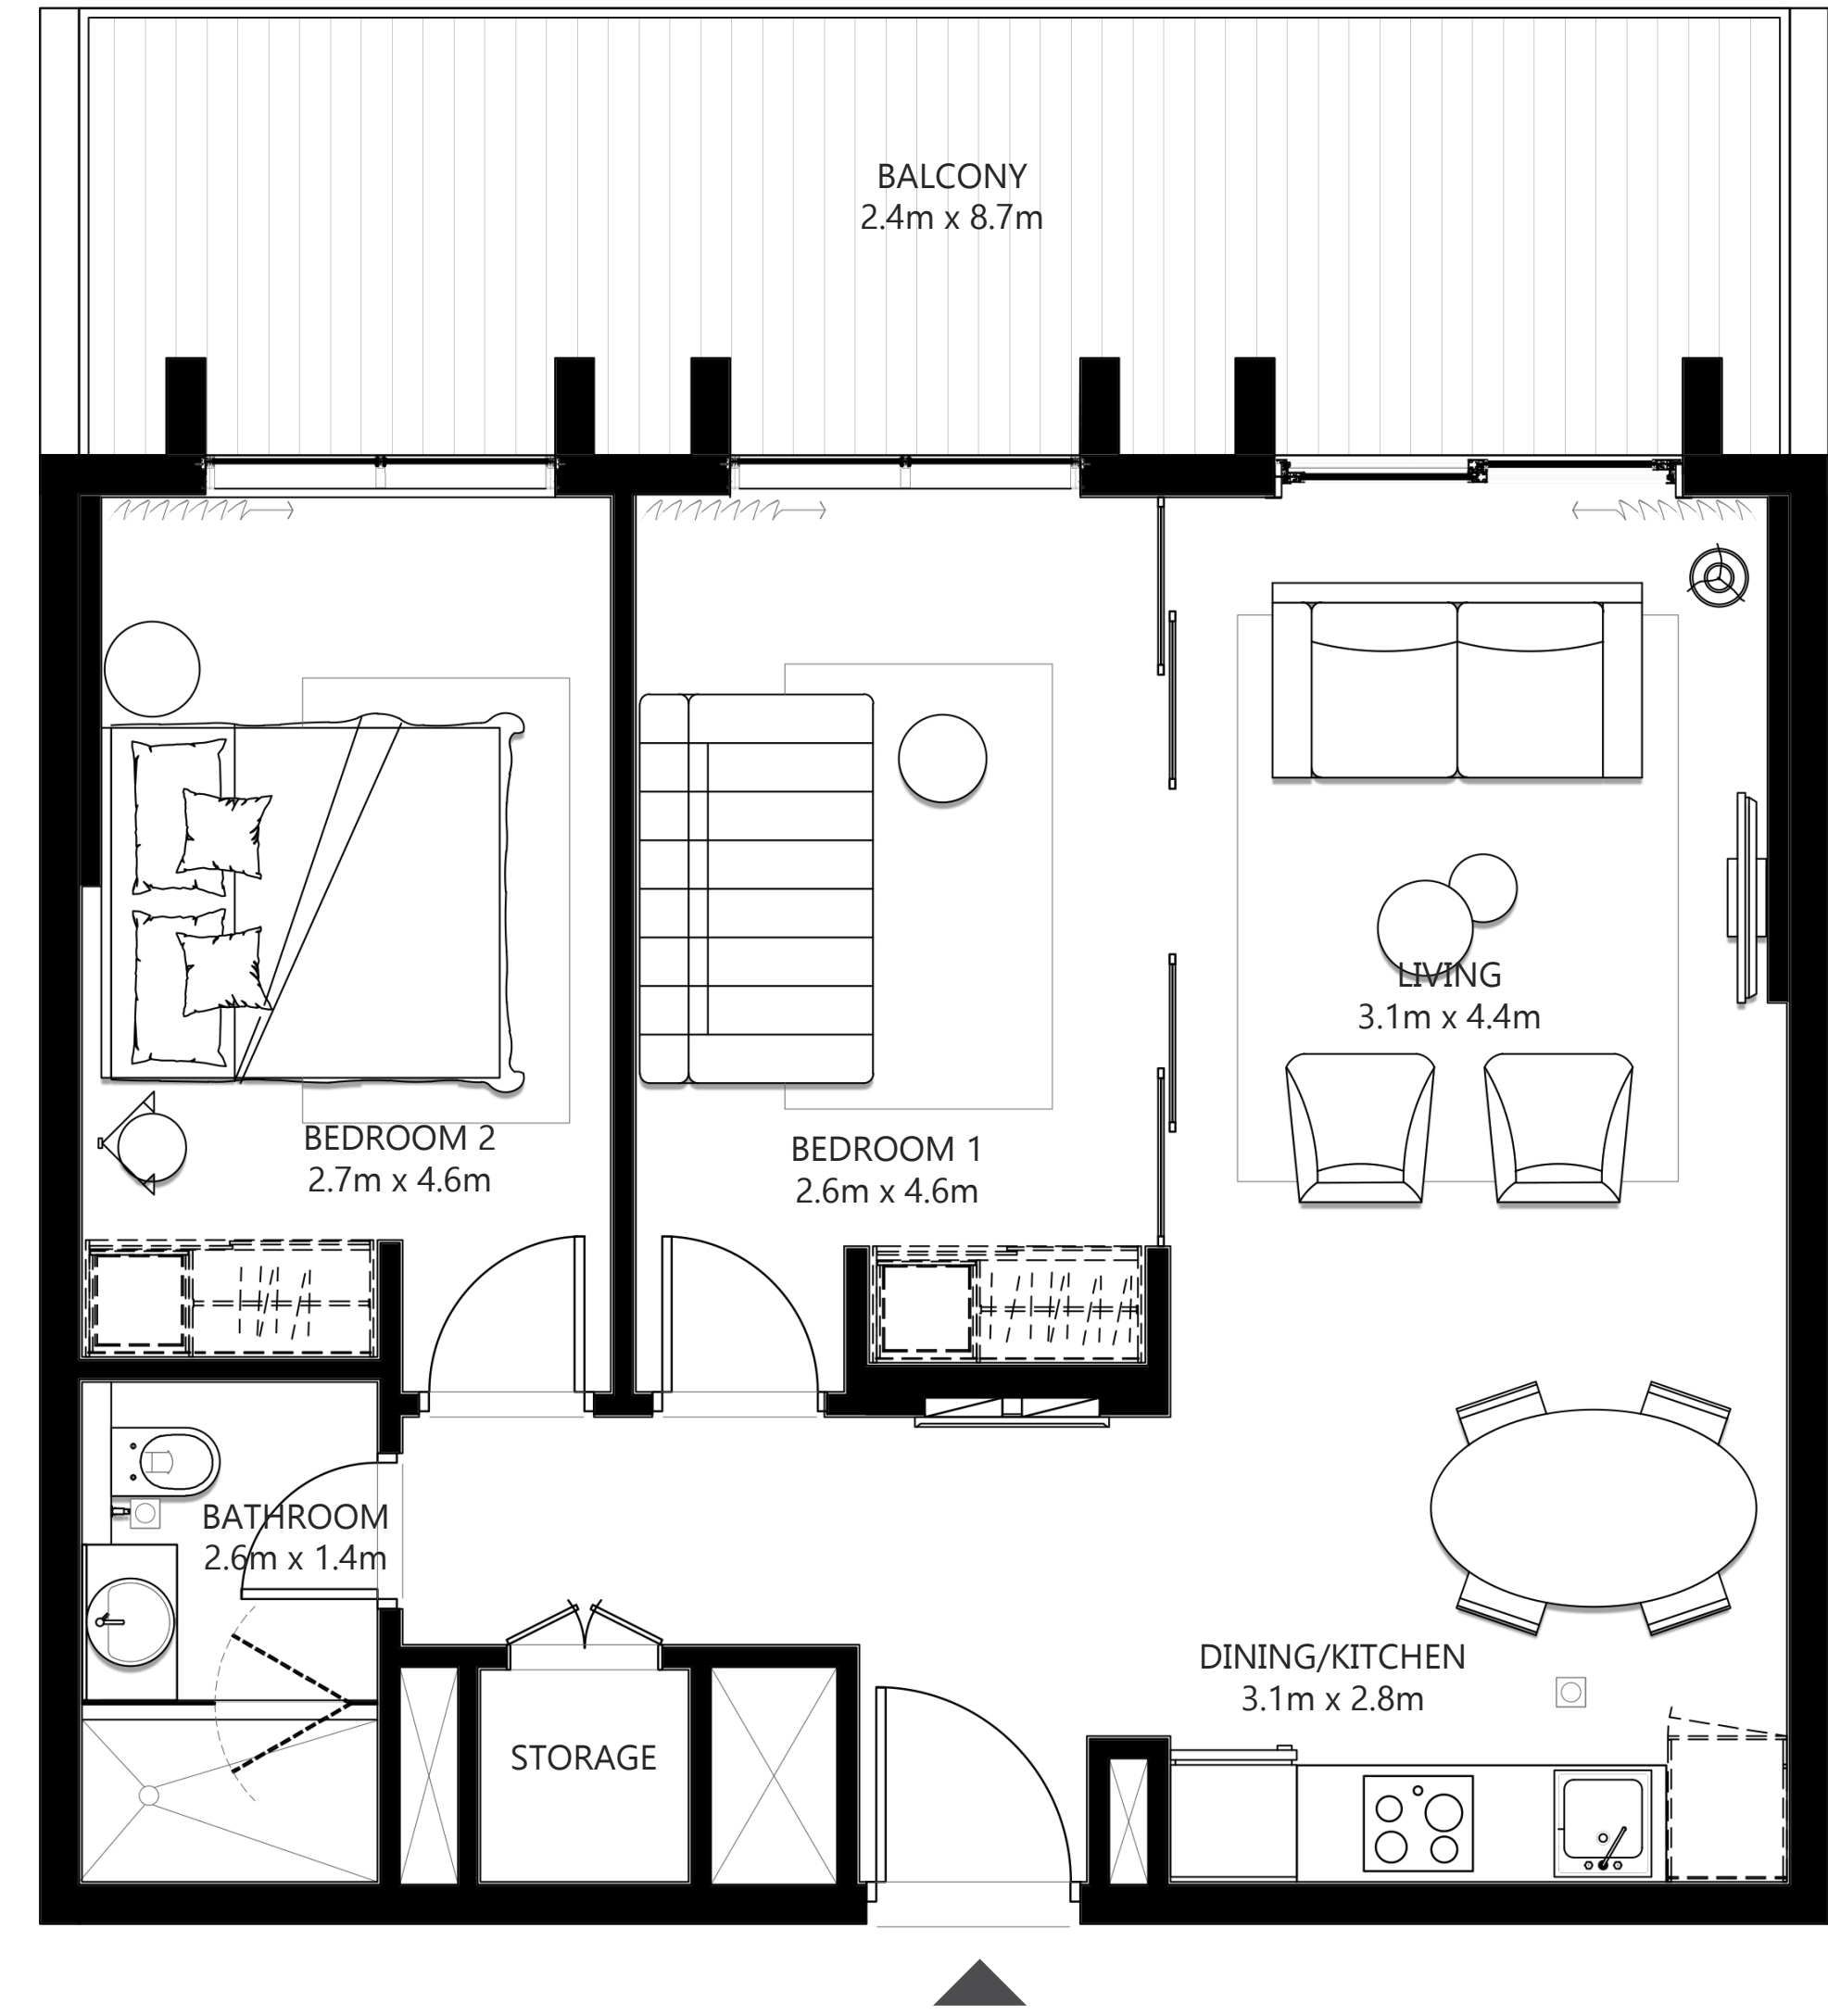 BALCONY
2.4m x 8.7m
LIVING
3.1m x 4.4m
BEDROOM 2
2.7m x 4.6m
BEDROOM 1
2.6m x 4.6m
BATHROOM
2.6m x 1.4m
DINING/KITCHEN
3.1m x 2.8m
STORAGE